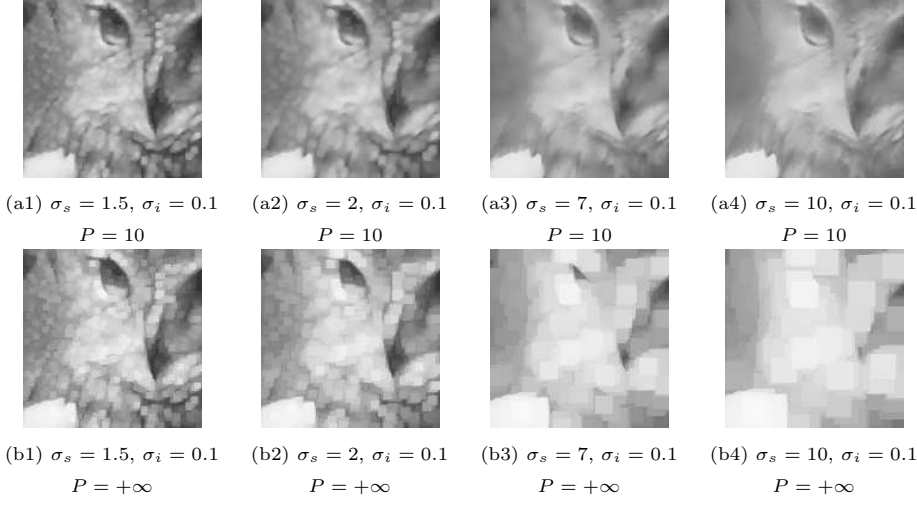 (a1) σs = 1.5, σi = 0.1 (a2) σs = 2, σi = 0.1 (a3) σs = 7, σi = 0.1 (a4) σs = 10, σi = 0.1
P = 10 P = 10 P = 10 P = 10
(b1) σs = 1.5, σi = 0.1 (b2) σs = 2, σi = 0.1 (b3) σs = 7, σi = 0.1 (b4) σs = 10, σi = 0.1
P = +∞ P = +∞ P = +∞ P = +∞